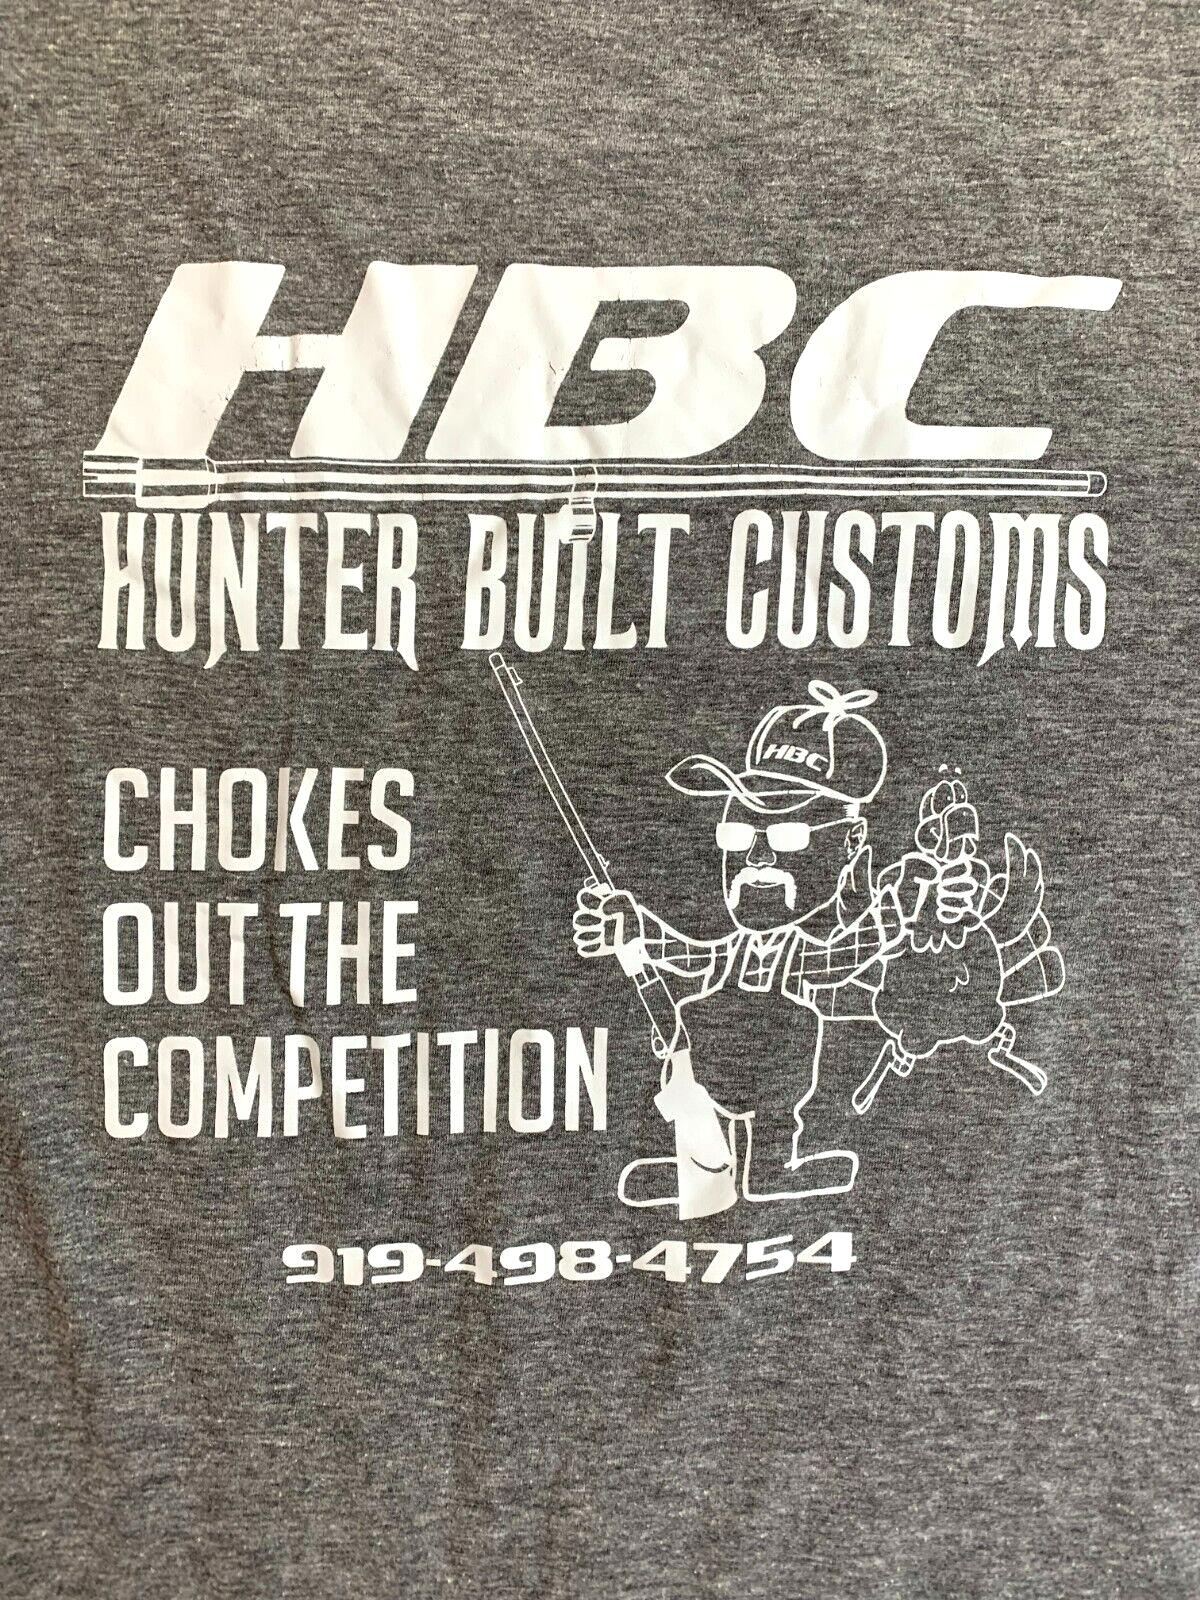 HBC
HUNTER BUILT CUSTOMS
HBC
CHOKES
OUT THE
COMPETITION
919-498-4754